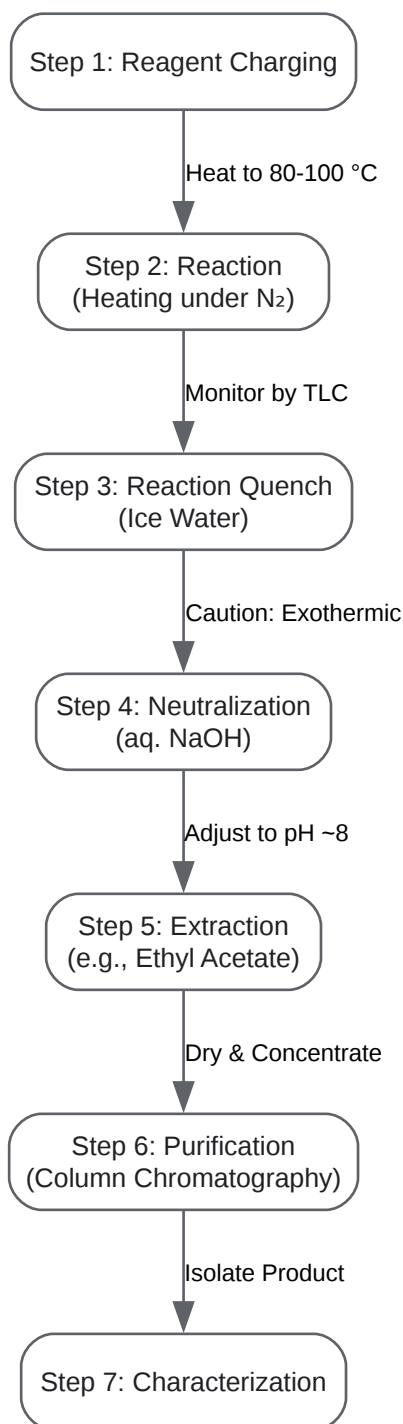 Step 1: Reagent Charging
Heat to 80-100 °C
Step 2: Reaction
(Heating under N₂)
Monitor by TLC
Step 3: Reaction Quench
(Ice Water)
Caution: Exothermic
Step 4: Neutralization
(aq. NaOH)
Adjust to pH ~8
Step 5: Extraction
(e.g., Ethyl Acetate)
Dry & Concentrate
Step 6: Purification
(Column Chromatography)
Isolate Product
Step 7: Characterization